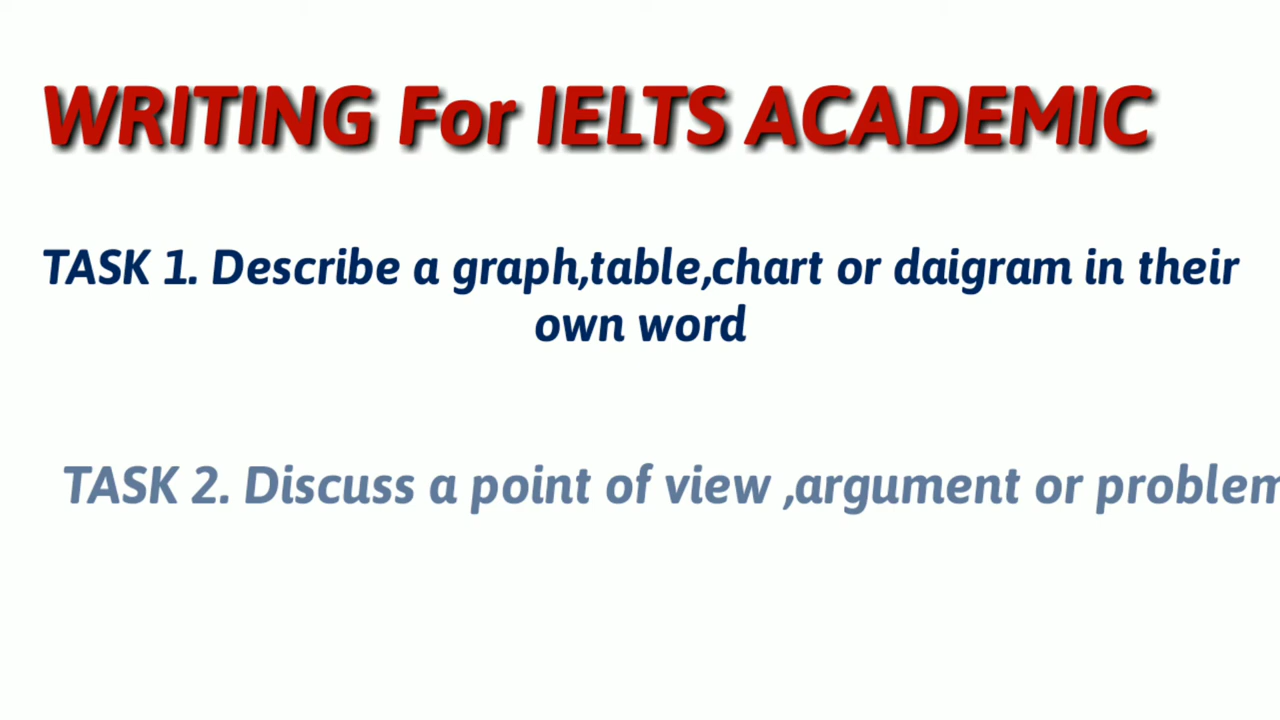 WRITING For IELTS ACADEMIC
TASK 1. Describe a graph,table,chart or daigram in their
own word
TASK 2. Discuss a point of view ,argument or problem